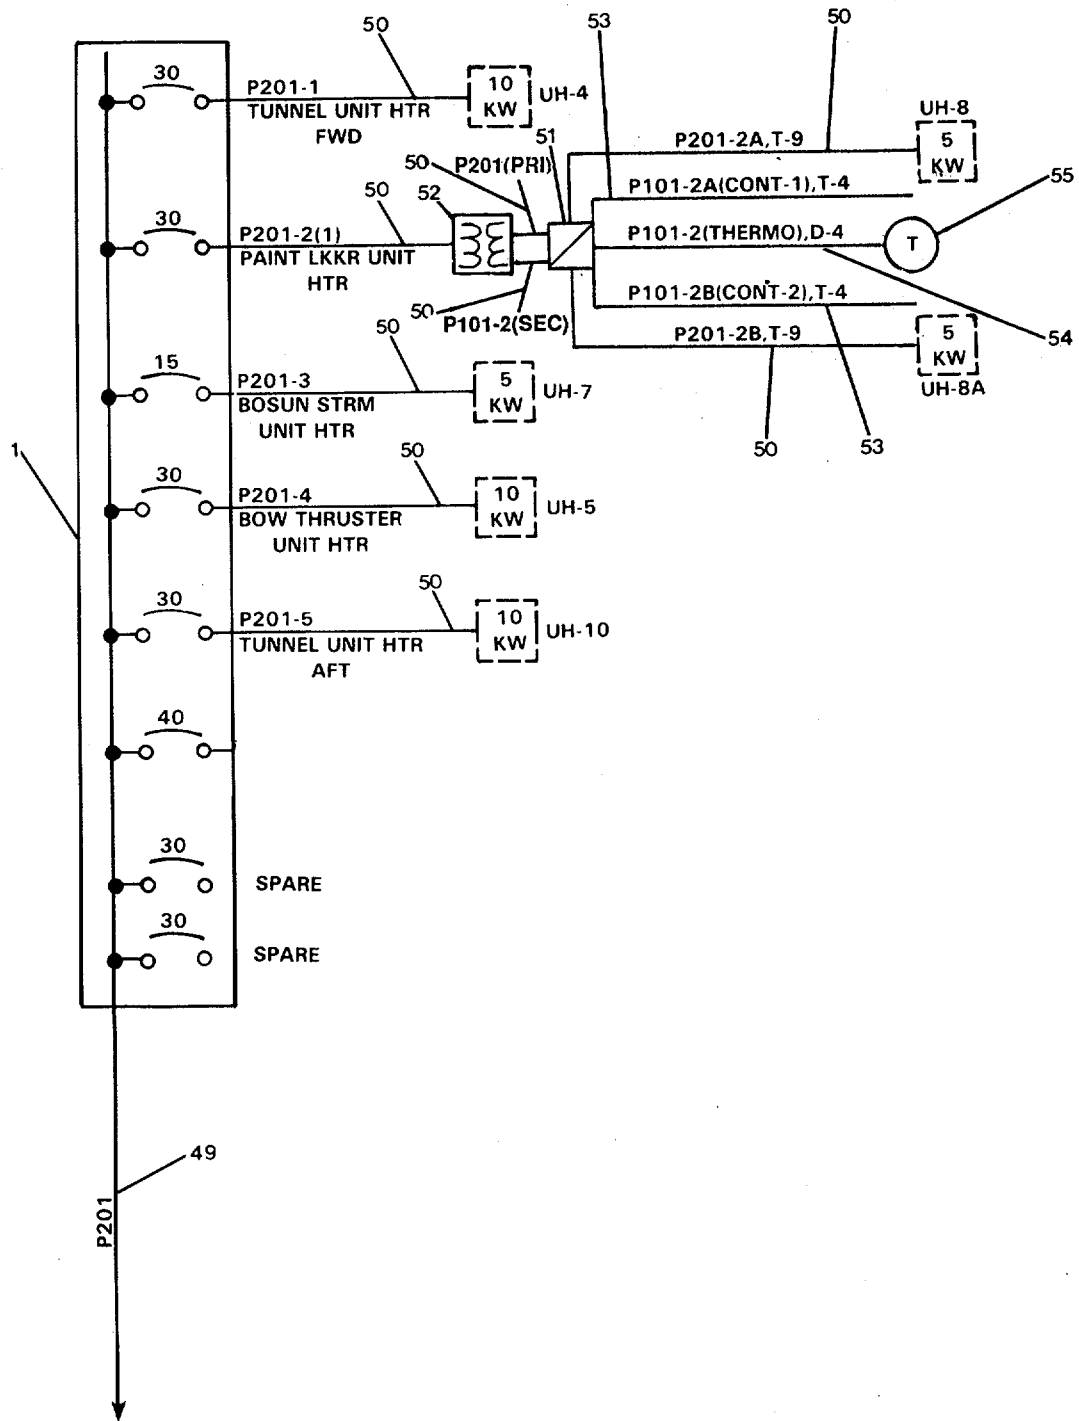 50
53
50
30
P201-1
TUNNEL UNIT HTR
FWD
10
KW
UH-4
UH-8
5
KW
P201-2A,T-9
51
50
P201(PRI)
P101-2A(CONT-1),T-4
55
50
52
30
P201-2(1)
PAINT LKKR UNIT
HTR
P101-2(THERMO),D-4
T
P101-2B(CONT-2),T-4
50
P101-2(SEC)
P201-2B,T-9
5
KW
UH-8A
54
50
53
50
15
P201-3
BOSUN STRM
UNIT HTR
5
KW
UH-7
1
50
30
P201-4
BOW THRUSTER
UNIT HTR
10
KW
UH-5
50
30
P201-5
TUNNEL UNIT HTR
AFT
10
KW
UH-10
40
30
SPARE
30
SPARE
49
P201